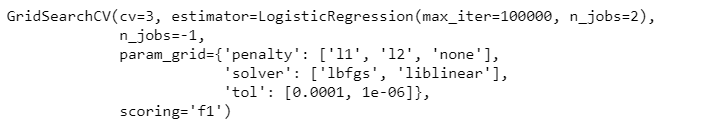 GridSearchCV(cv=3, estimator=LogisticRegression(max_iter=100000, n_jobs=2),
             n_jobs=-1,
             param_grid={'penalty': ['l1', 'l2', 'none'],
                         'solver': ['lbfgs', 'liblinear'],
                         'tol': [0.0001, 1e-06]},
             scoring='f1')